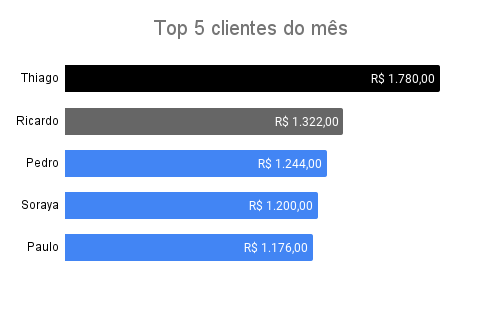 Top 5 clientes do mês
Thiago R$ 1.780,00
Ricardo R$ 1.322,00
Pedro R$ 1.244,00
Soraya R$ 1.200,00
Paulo R$ 1.176,00